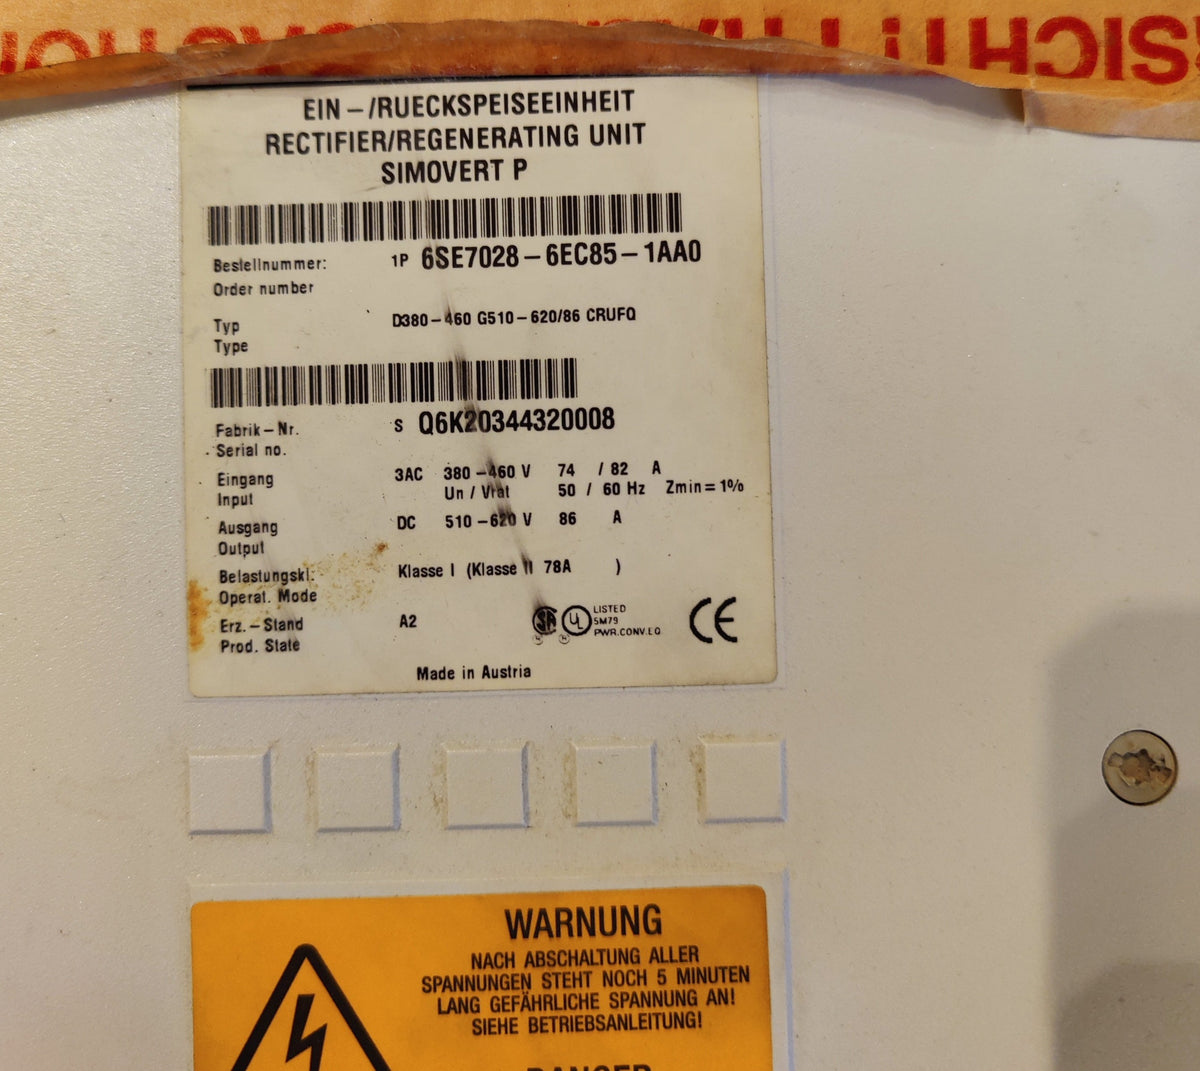 EIN-/RUECKSPEISEEINHEIT
RECTIFIER/REGENERATING UNIT
SIMOVERT P
Bestellnummer: 1P 6SE7028-6EC85-1AA0
Order number
Typ D380-460 G510-620/86 CRUFQ
Type
Fabrik-Nr. S Q6K20344320008
Serial no.
Eingang 3AC 380-460 V 74 / 82 A
Input Un / Vrat 50 / 60 Hz Zmin=1%
Ausgang DC 510-620 V 86 A
Output
Belastungskl: Klasse I (Klasse II 78A )
Operat. Mode
Erz.-Stand A2
Prod. State
SA UL LISTED
5M79
PWR.CONV.EQ
CE
Made in Austria
WARNUNG
NACH ABSCHALTUNG ALLER
SPANNUNGEN STEHT NOCH 5 MINUTEN
LANG GEFÄHRLICHE SPANNUNG AN!
SIEHE BETRIEBSANLEITUNG!
DANGER